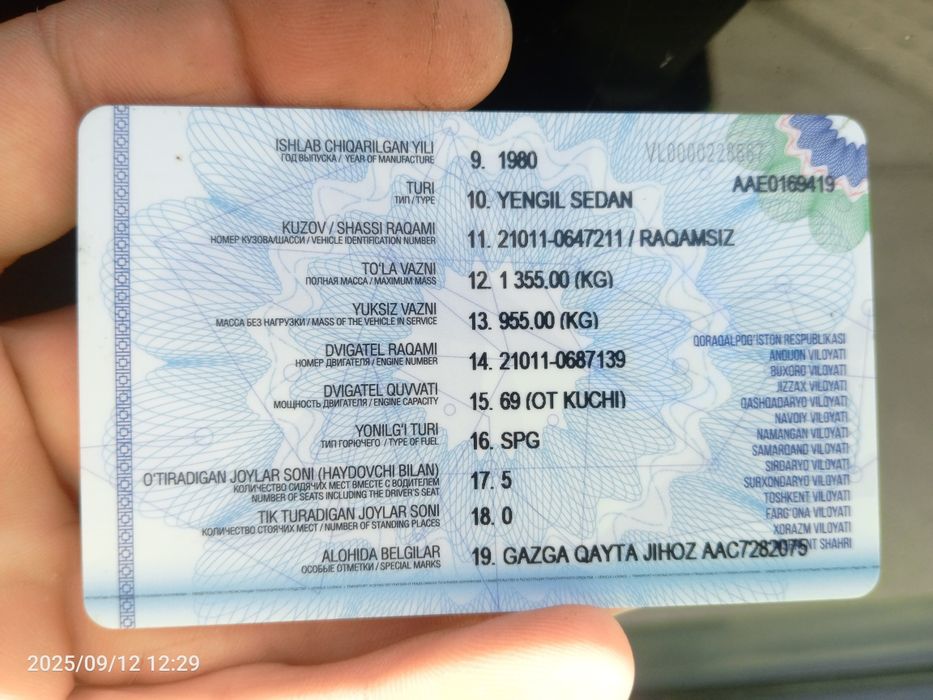 ISHLAB CHIQARILGAN YILI
ГОД ВЫПУСКА / YEAR OF MANUFACTURE
9. 1980
VL0000228867
AAE0169419
TURI
ТИП / TYPE
10. YENGIL SEDAN
KUZOV / SHASSI RAQAMI
НОМЕР КУЗОВА/ШАССИ / VEHICLE IDENTIFICATION NUMBER
11. 21011-0647211 / RAQAMSIZ
TO'LA VAZNI
ПОЛНАЯ МАССА / MAXIMUM MASS
12. 1 355.00 (KG)
YUKSIZ VAZNI
МАССА БЕЗ НАГРУЗКИ / MASS OF THE VEHICLE IN SERVICE
13. 955.00 (KG)
DVIGATEL RAQAMI
НОМЕР ДВИГАТЕЛЯ / ENGINE NUMBER
14. 21011-0687139
DVIGATEL QUVVATI
МОЩНОСТЬ ДВИГАТЕЛЯ / ENGINE CAPACITY
15. 69 (OT KUCHI)
YONILG'I TURI
ТИП ГОРЮЧЕГО / TYPE OF FUEL
16. SPG
O'TIRADIGAN JOYLAR SONI (HAYDOVCHI BILAN)
КОЛИЧЕСТВО СИДЯЧИХ МЕСТ ВМЕСТЕ С ВОДИТЕЛЕМ
NUMBER OF SEATS INCLUDING THE DRIVER'S SEAT
17. 5
TIK TURADIGAN JOYLAR SONI
КОЛИЧЕСТВО СТОЯЧИХ МЕСТ / NUMBER OF STANDING PLACES
18. 0
ALOHIDA BELGILAR
ОСОБЫЕ ОТМЕТКИ / SPECIAL MARKS
19. GAZGA QAYTA JIHOZ AAC7282075
QORAQALPOG'ISTON RESPUBLIKASI
ANDIJON VILOYATI
BUXORO VILOYATI
JIZZAX VILOYATI
QASHQADARYO VILOYATI
NAVOIY VILOYATI
NAMANGAN VILOYATI
SAMARQAND VILOYATI
SIRDARYO VILOYATI
SURXONDARYO VILOYATI
TOSHKENT VILOYATI
FARG'ONA VILOYATI
XORAZM VILOYATI
SHAHRI
2025/09/12 12:29